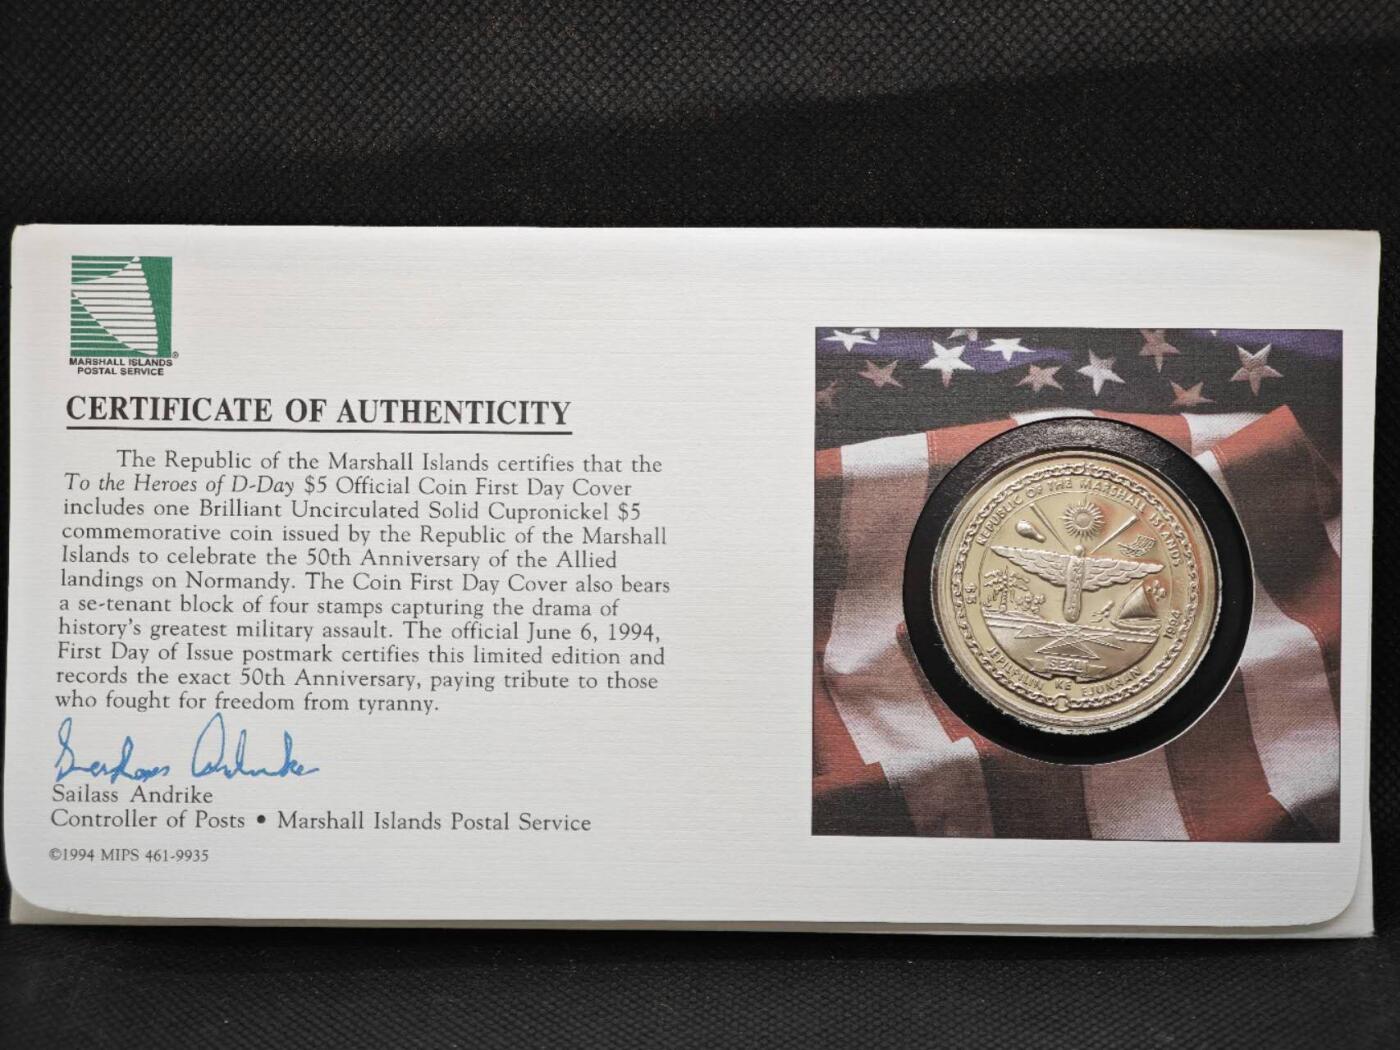 MARSHALL ISLANDS®
POSTAL SERVICE
CERTIFICATE OF AUTHENTICITY
The Republic of the Marshall Islands certifies that the
To the Heroes of D-Day $5 Official Coin First Day Cover
includes one Brilliant Uncirculated Solid Cupronickel $5
commemorative coin issued by the Republic of the Marshall
Islands to celebrate the 50th Anniversary of the Allied
landings on Normandy. The Coin First Day Cover also bears
a se-tenant block of four stamps capturing the drama of
history's greatest military assault. The official June 6, 1994,
First Day of Issue postmark certifies this limited edition and
records the exact 50th Anniversary, paying tribute to those
who fought for freedom from tyranny.
Sailass Andrike
Controller of Posts • Marshall Islands Postal Service
©1994 MIPS 461-9935
REPUBLIC OF THE MARSHALL ISLANDS
$5
1994
SEAL
JEPILPILIN KE EJUKAAN